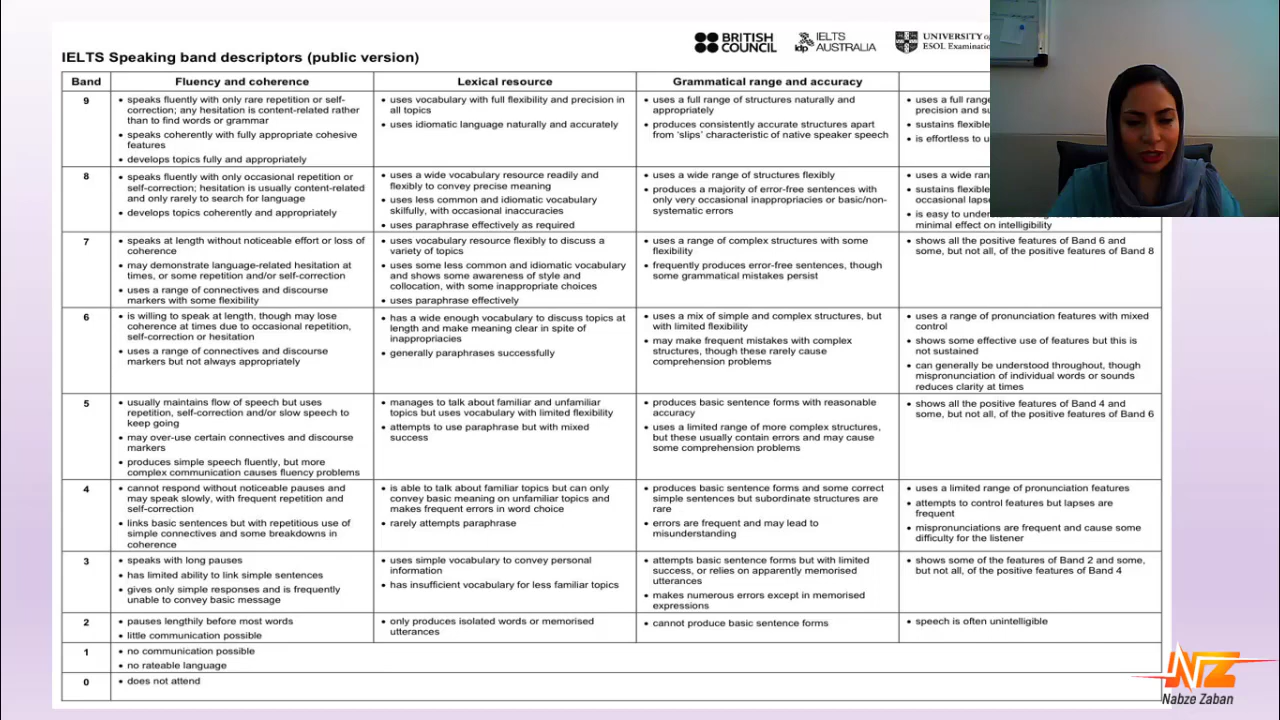 BRITISH COUNCIL
idp IELTS AUSTRALIA
UNIVERSITY of
ESOL Examin
IELTS Speaking band descriptors (public version)
Band Fluency and coherence Lexical resource Grammatical range and accuracy
9
• speaks fluently with only rare repetition or self-
correction; any hesitation is content-related rather
than to find words or grammar
• speaks coherently with fully appropriate cohesive
features
• develops topics fully and appropriately
• uses vocabulary with full flexibility and precision in
all topics
• uses idiomatic language naturally and accurately
• uses a full range of structures naturally and
appropriately
• produces consistently accurate structures apart
from ‘slips’ characteristic of native speaker speech
• uses a full rang
precision and su
• sustains flexible
• is effortless to u
8
• speaks fluently with only occasional repetition or
self-correction; hesitation is usually content-related
and only rarely to search for language
• develops topics coherently and appropriately
• uses a wide vocabulary resource readily and
flexibly to convey precise meaning
• uses less common and idiomatic vocabulary
skilfully, with occasional inaccuracies
• uses paraphrase effectively as required
• uses a wide range of structures flexibly
• produces a majority of error-free sentences with
only very occasional inappropriacies or basic/non-
systematic errors
• uses a wide ran
• sustains flexible
occasional laps
• is easy to
minimal effect on intelligibility
7
• speaks at length without noticeable effort or loss of
coherence
• may demonstrate language-related hesitation at
times, or some repetition and/or self-correction
• uses a range of connectives and discourse
markers with some flexibility
• uses vocabulary resource flexibly to discuss a
variety of topics
• uses some less common and idiomatic vocabulary
and shows some awareness of style and
collocation, with some inappropriate choices
• uses paraphrase effectively
• uses a range of complex structures with some
flexibility
• frequently produces error-free sentences, though
some grammatical mistakes persist
• shows all the positive features of Band 6 and
some, but not all, of the positive features of Band 8
6
• is willing to speak at length, though may lose
coherence at times due to occasional repetition,
self-correction or hesitation
• uses a range of connectives and discourse
markers but not always appropriately
• has a wide enough vocabulary to discuss topics at
length and make meaning clear in spite of
inappropriacies
• generally paraphrases successfully
• uses a mix of simple and complex structures, but
with limited flexibility
• may make frequent mistakes with complex
structures, though these rarely cause
comprehension problems
• uses a range of pronunciation features with mixed
control
• shows some effective use of features but this is
not sustained
• can generally be understood throughout, though
mispronunciation of individual words or sounds
reduces clarity at times
5
• usually maintains flow of speech but uses
repetition, self-correction and/or slow speech to
keep going
• may over-use certain connectives and discourse
markers
• produces simple speech fluently, but more
complex communication causes fluency problems
• manages to talk about familiar and unfamiliar
topics but uses vocabulary with limited flexibility
• attempts to use paraphrase but with mixed
success
• produces basic sentence forms with reasonable
accuracy
• uses a limited range of more complex structures,
but these usually contain errors and may cause
some comprehension problems
• shows all the positive features of Band 4 and
some, but not all, of the positive features of Band 6
4
• cannot respond without noticeable pauses and
may speak slowly, with frequent repetition and
self-correction
• links basic sentences but with repetitious use of
simple connectives and some breakdowns in
coherence
• is able to talk about familiar topics but can only
convey basic meaning on unfamiliar topics and
makes frequent errors in word choice
• rarely attempts paraphrase
• produces basic sentence forms and some correct
simple sentences but subordinate structures are
rare
• errors are frequent and may lead to
misunderstanding
• uses a limited range of pronunciation features
• attempts to control features but lapses are
frequent
• mispronunciations are frequent and cause some
difficulty for the listener
3
• speaks with long pauses
• has limited ability to link simple sentences
• gives only simple responses and is frequently
unable to convey basic message
• uses simple vocabulary to convey personal
information
• has insufficient vocabulary for less familiar topics
• attempts basic sentence forms but with limited
success, or relies on apparently memorised
utterances
• makes numerous errors except in memorised
expressions
• shows some of the features of Band 2 and some,
but not all, of the positive features of Band 4
2
• pauses lengthily before most words
• little communication possible
• only produces isolated words or memorised
utterances
• cannot produce basic sentence forms
• speech is often unintelligible
1
• no communication possible
• no rateable language
0
• does not attend
NZ
Nabze Zaban